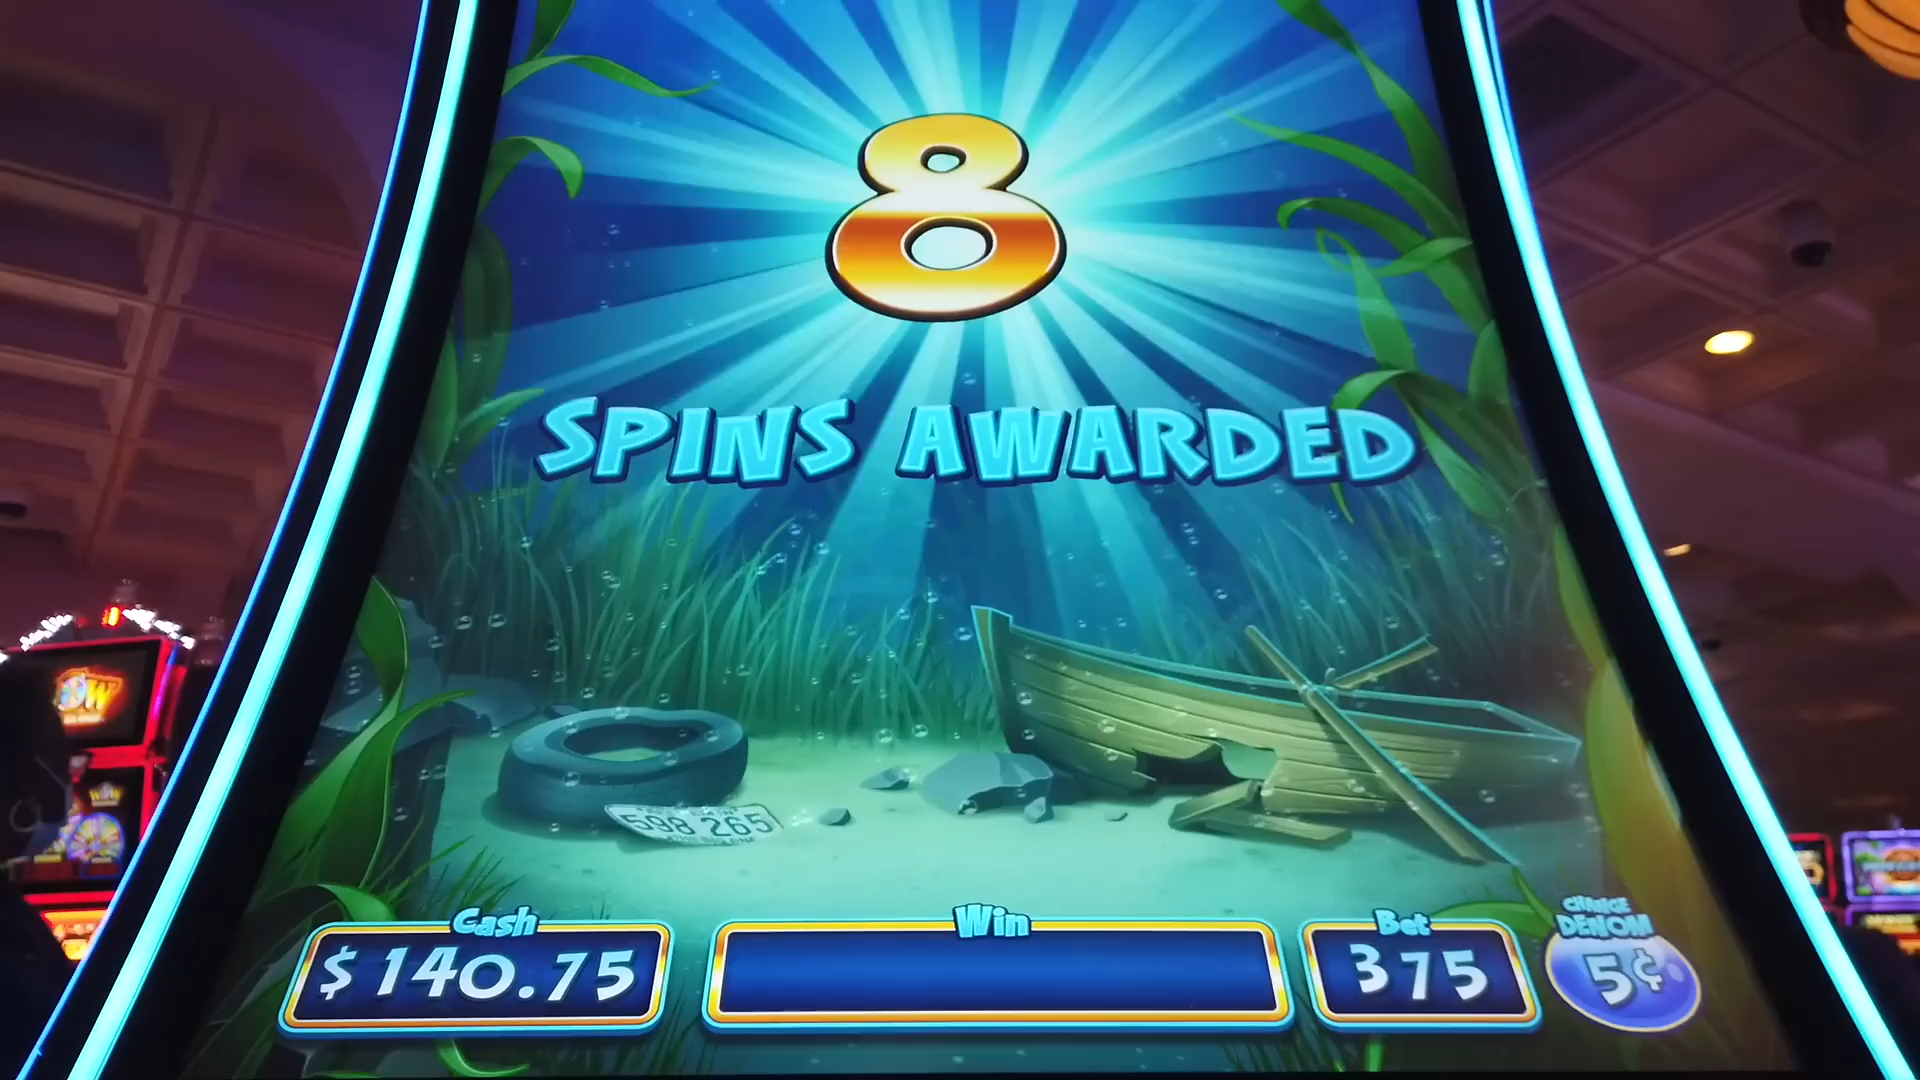 8
SPINS AWARDED
598 265
Cash
$140.75
Win
Bet
375
CHANGE
DENOM
5¢